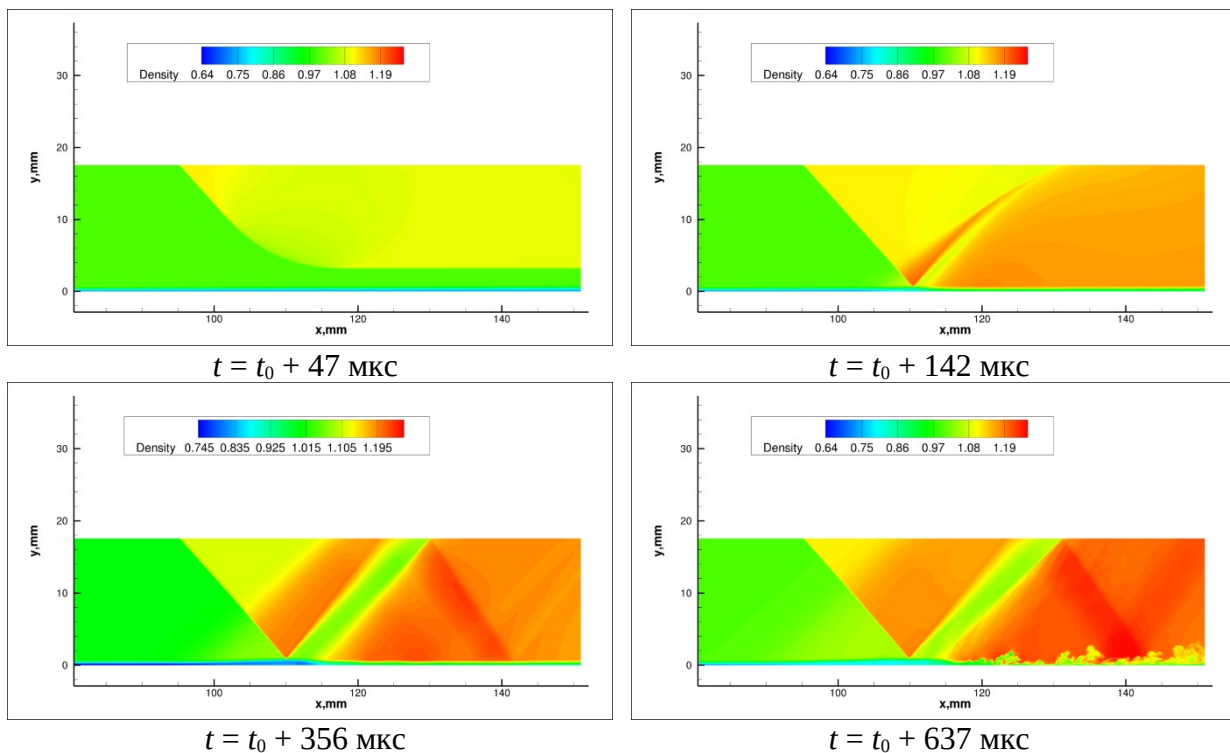 30
Density 0.64 0.75 0.86 0.97 1.08 1.19
20
y,mm
10
0
100 120 140
x,mm
t = t0 + 47 мкс
30
Density 0.64 0.75 0.86 0.97 1.08 1.19
20
y,mm
10
0
100 120 140
x,mm
t = t0 + 142 мкс
30
Density 0.745 0.835 0.925 1.015 1.105 1.195
20
y,mm
10
0
100 120 140
x,mm
t = t0 + 356 мкс
30
Density 0.64 0.75 0.86 0.97 1.08 1.19
20
y,mm
10
0
100 120 140
x,mm
t = t0 + 637 мкс